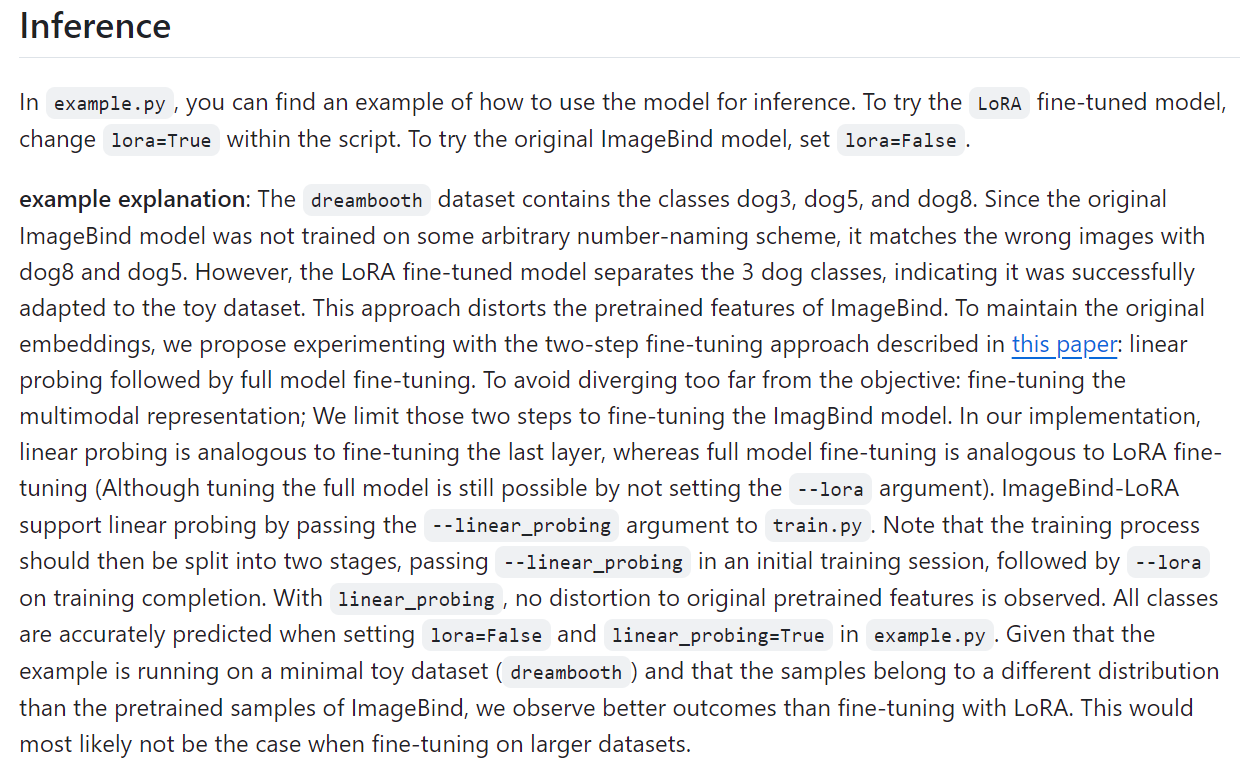 Inference
In example.py, you can find an example of how to use the model for inference. To try the LoRA fine-tuned model,
change lora=True within the script. To try the original ImageBind model, set lora=False.
example explanation: The dreambooth dataset contains the classes dog3, dog5, and dog8. Since the original
ImageBind model was not trained on some arbitrary number-naming scheme, it matches the wrong images with
dog8 and dog5. However, the LoRA fine-tuned model separates the 3 dog classes, indicating it was successfully
adapted to the toy dataset. This approach distorts the pretrained features of ImageBind. To maintain the original
embeddings, we propose experimenting with the two-step fine-tuning approach described in this paper: linear
probing followed by full model fine-tuning. To avoid diverging too far from the objective: fine-tuning the
multimodal representation; We limit those two steps to fine-tuning the ImagBind model. In our implementation,
linear probing is analogous to fine-tuning the last layer, whereas full model fine-tuning is analogous to LoRA fine-
tuning (Although tuning the full model is still possible by not setting the --lora argument). ImageBind-LoRA
support linear probing by passing the --linear_probing argument to train.py. Note that the training process
should then be split into two stages, passing --linear_probing in an initial training session, followed by --lora
on training completion. With linear_probing, no distortion to original pretrained features is observed. All classes
are accurately predicted when setting lora=False and linear_probing=True in example.py. Given that the
example is running on a minimal toy dataset (dreambooth) and that the samples belong to a different distribution
than the pretrained samples of ImageBind, we observe better outcomes than fine-tuning with LoRA. This would
most likely not be the case when fine-tuning on larger datasets.